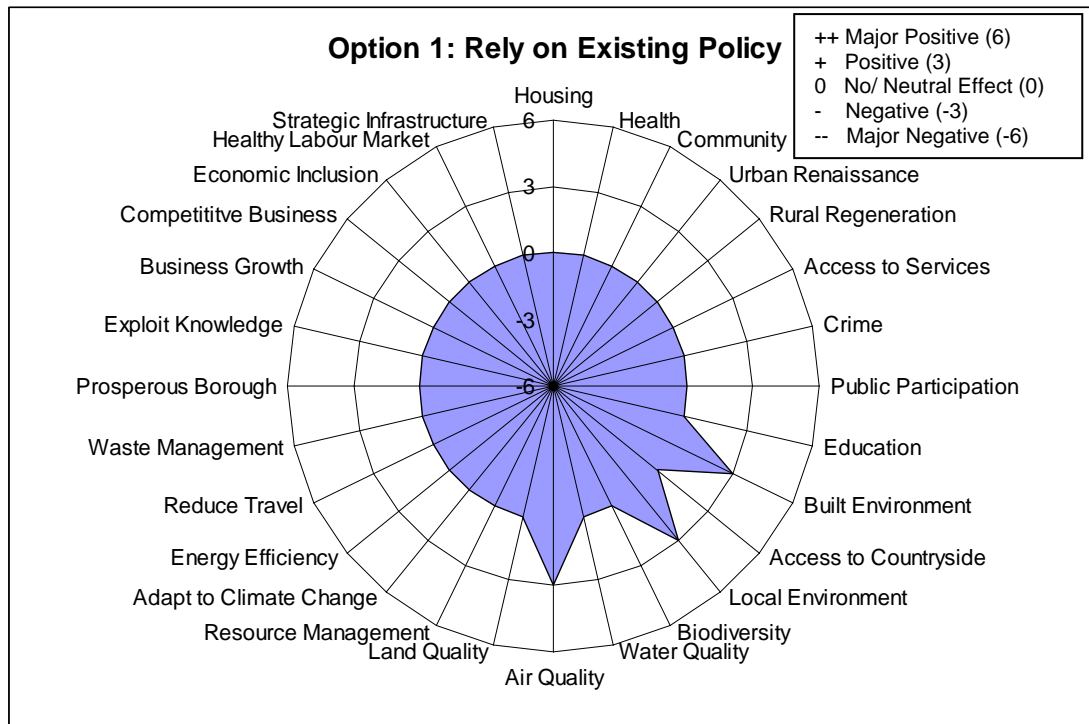 Option 1: Rely on Existing Policy
++ Major Positive (6)
+ Positive (3)
0 No/ Neutral Effect (0)
- Negative (-3)
-- Major Negative (-6)
Housing
Health
Community
Urban Renaissance
Rural Regeneration
Access to Services
Crime
Public Participation
Education
Built Environment
Access to Countryside
Local Environment
Biodiversity
Water Quality
Air Quality
Land Quality
Resource Management
Adapt to Climate Change
Energy Efficiency
Reduce Travel
Waste Management
Prosperous Borough
Exploit Knowledge
Business Growth
Competititve Business
Economic Inclusion
Healthy Labour Market
Strategic Infrastructure
6
3
0
-3
-6